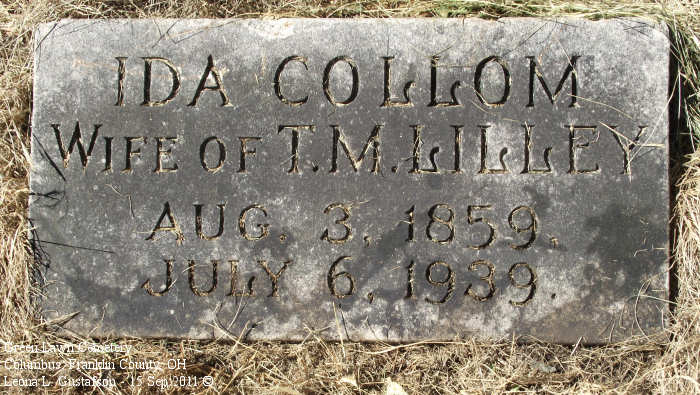 IDA COLLOM
WIFE OF T.M. LILLEY
AUG. 3, 1859.
JULY 6, 1939.
Green Lawn Cemetery
Columbus, Franklin County, OH
Leona L. Gustafson 15 Sep 2011 ©